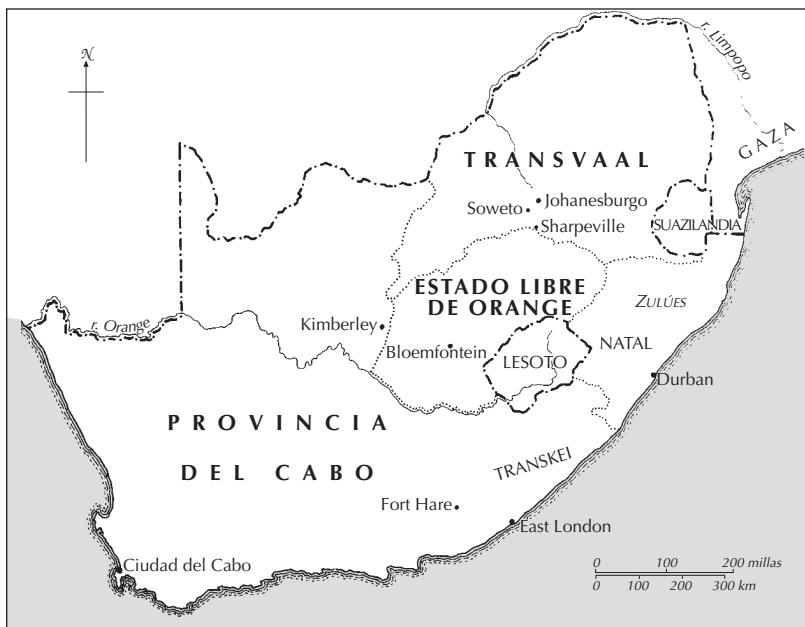 N
r. Limpopo
GAZA
TRANSVAAL
Johanesburgo
Soweto
Sharpeville
SUAZILANDIA
ESTADO LIBRE
DE ORANGE
ZULÚES
r. Orange
Kimberley
Bloemfontein
LESOTO
NATAL
Durban
PROVINCIA
DEL CABO
TRANSKEI
Fort Hare
East London
Ciudad del Cabo
0 100 200 millas
0 100 200 300 km